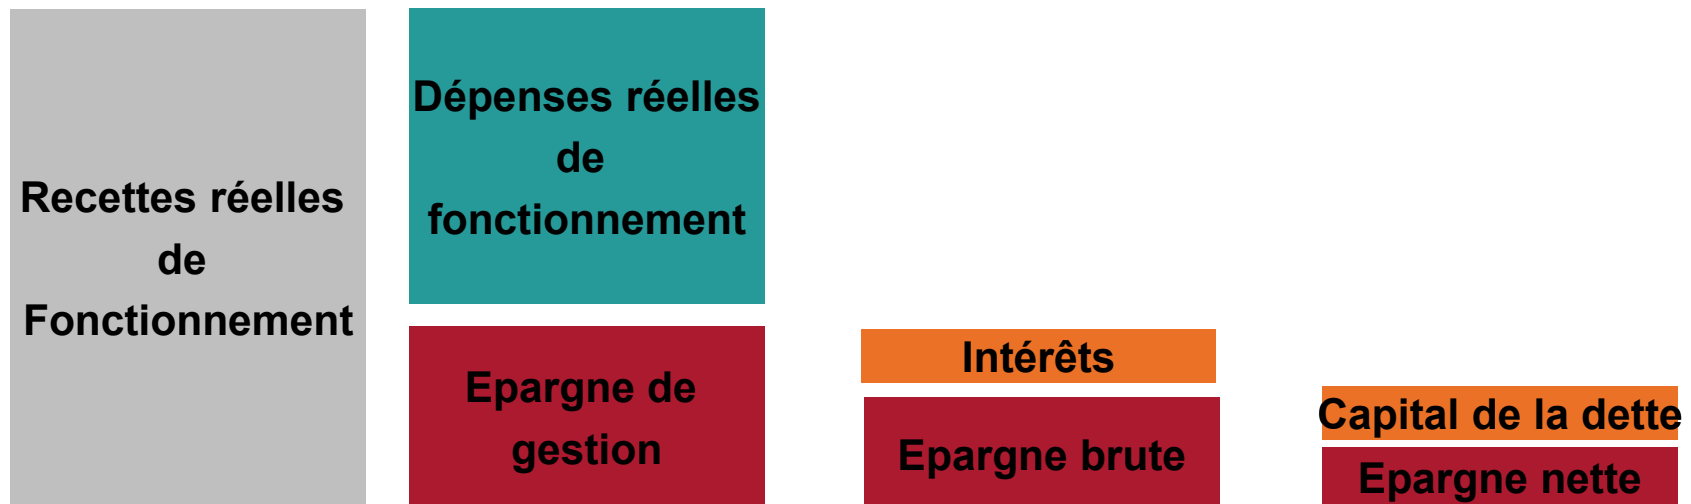 Recettes réelles
de
Fonctionnement
Dépenses réelles
de
fonctionnement
Epargne de
gestion
Intérêts
Epargne brute
Capital de la dette
Epargne nette